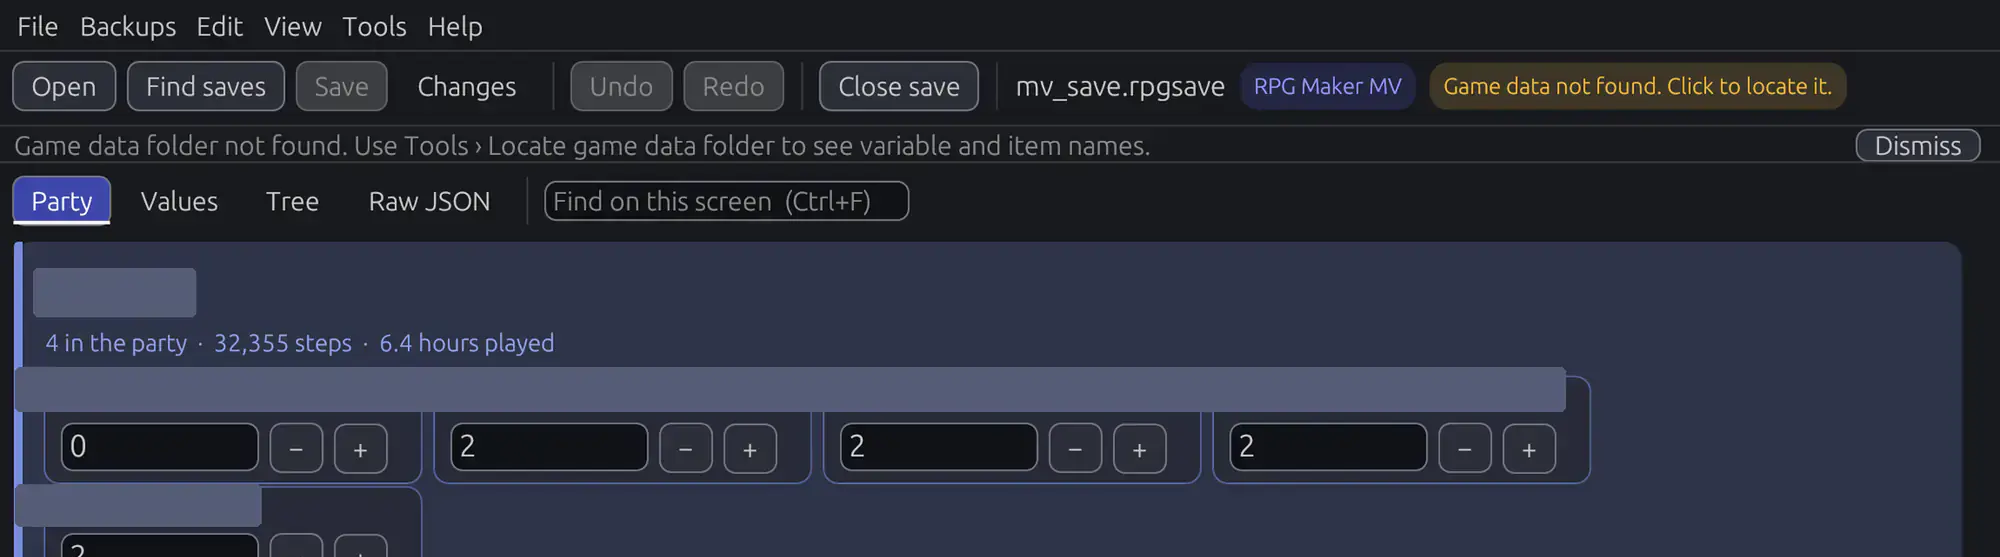 File Backups Edit View Tools Help
Open Find saves Save Changes Undo Redo Close save mv_save.rpgsave RPG Maker MV Game data not found. Click to locate it.
Game data folder not found. Use Tools › Locate game data folder to see variable and item names. Dismiss
Party Values Tree Raw JSON Find on this screen (Ctrl+F)
4 in the party · 32,355 steps · 6.4 hours played
0 − + 2 − + 2 − + 2 − +
2 − +